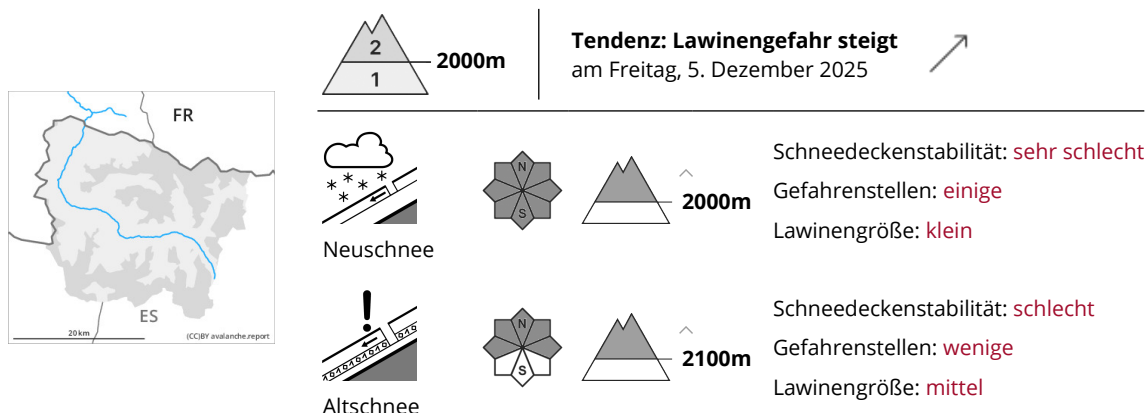 2
1
2000m
Tendenz: Lawinengefahr steigt
am Freitag, 5. Dezember 2025
FR
ES
20 km
(CC)BY avalanche.report
Neuschnee
N
S
2000m
Schneedeckenstabilität: sehr schlecht
Gefahrenstellen: einige
Lawinengröße: klein
Altschnee
N
S
2100m
Schneedeckenstabilität: schlecht
Gefahrenstellen: wenige
Lawinengröße: mittel